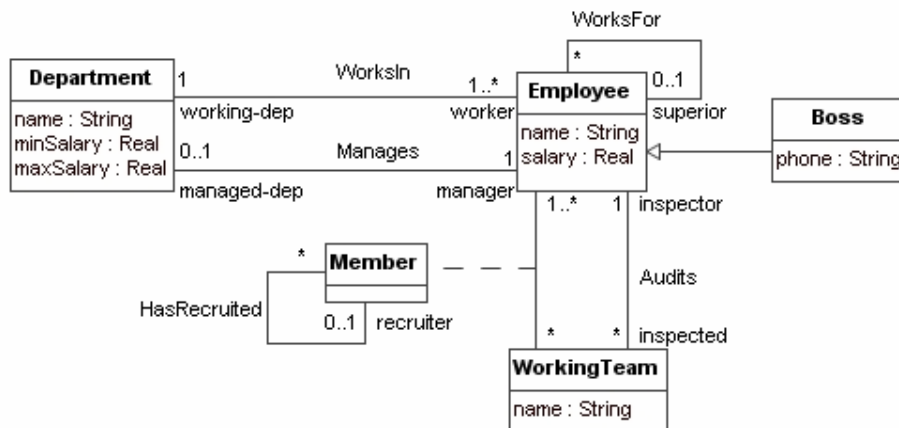 WorksFor
*
0..1
superior
Department
name : String
minSalary : Real
maxSalary : Real
1
WorksIn
1..*
working-dep
worker
0..1
Manages
1
managed-dep
manager
Employee
name : String
salary : Real
Boss
phone : String
1..*
1
inspector
Audits
*
*
inspected
Member
*
HasRecruited
0..1
recruiter
WorkingTeam
name : String